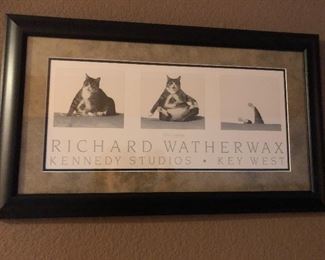 RICHARD WATHERWAX
KENNEDY STUDIOS • KEY WEST